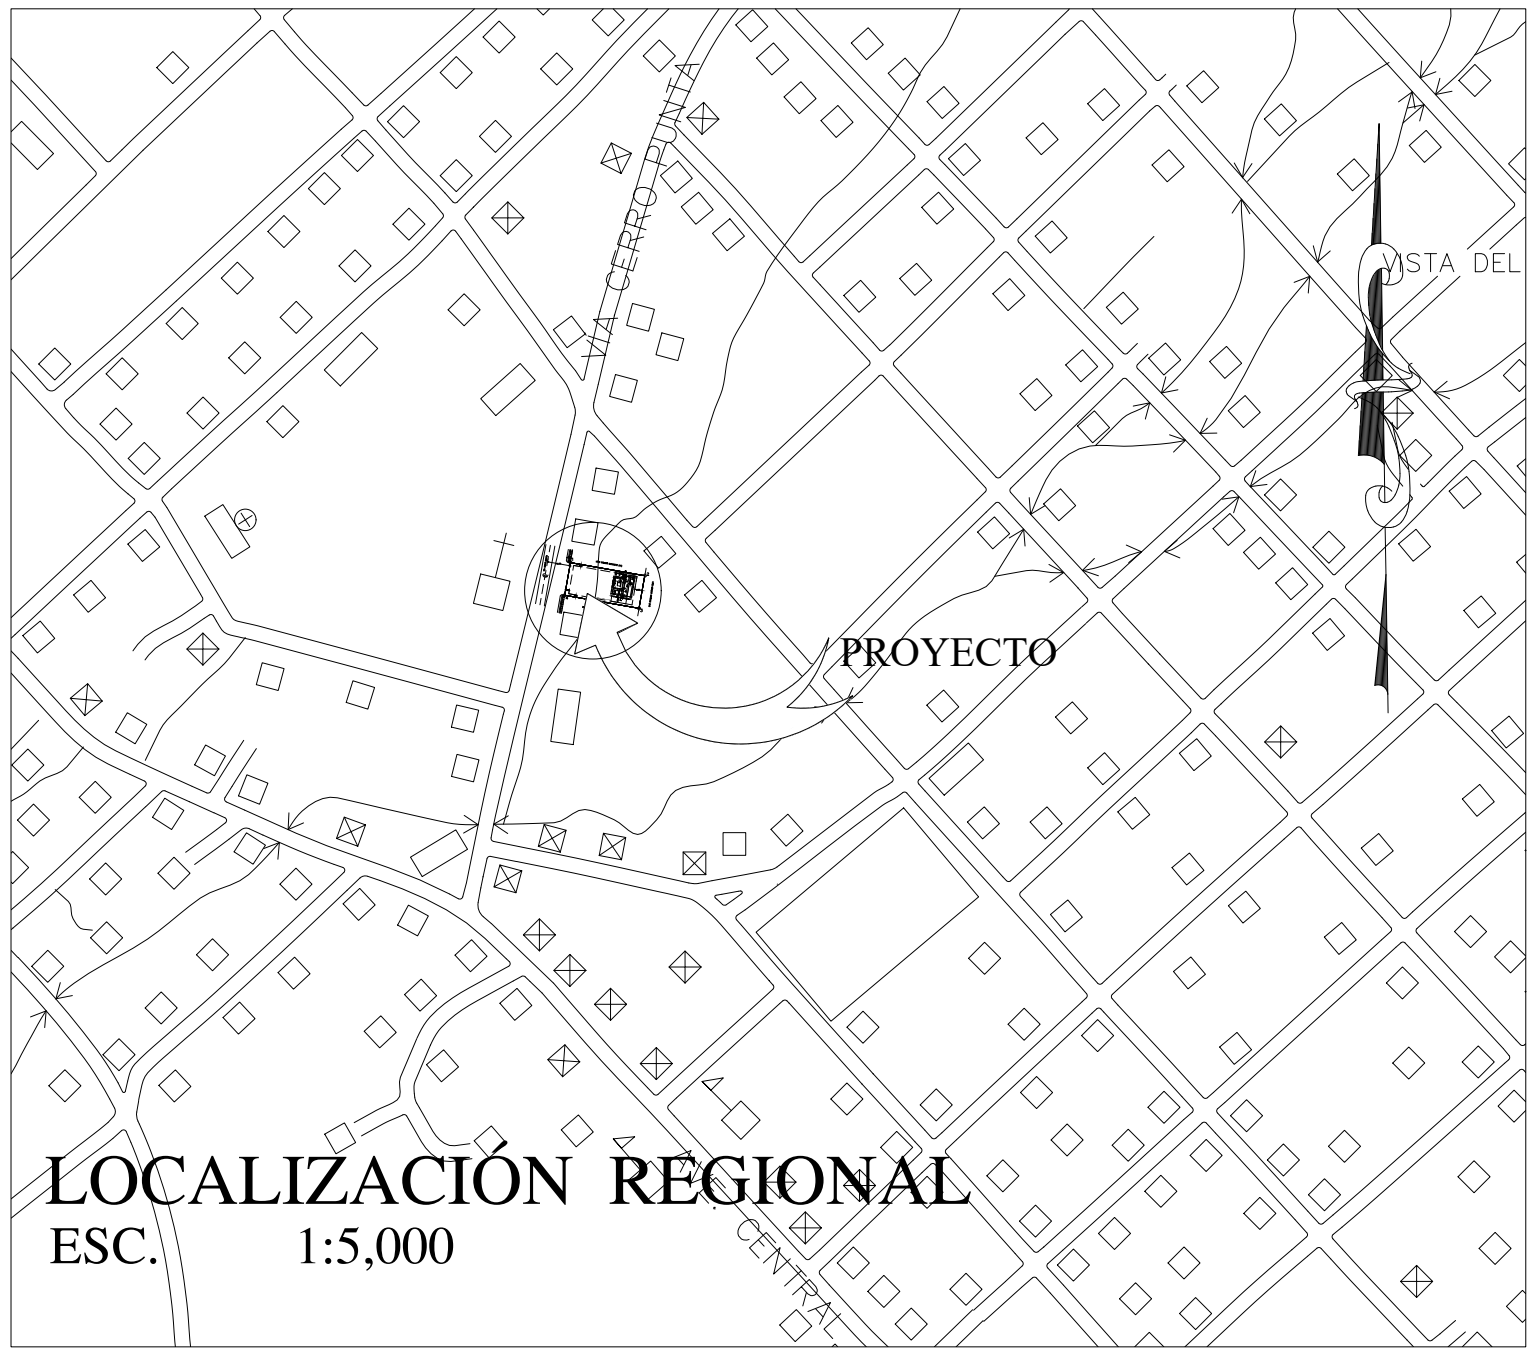 VIA CERRO PUNTA
VISTA DEL
PROYECTO
LOCALIZACIÓN REGIONAL
ESC. 1:5,000
CENTRAL